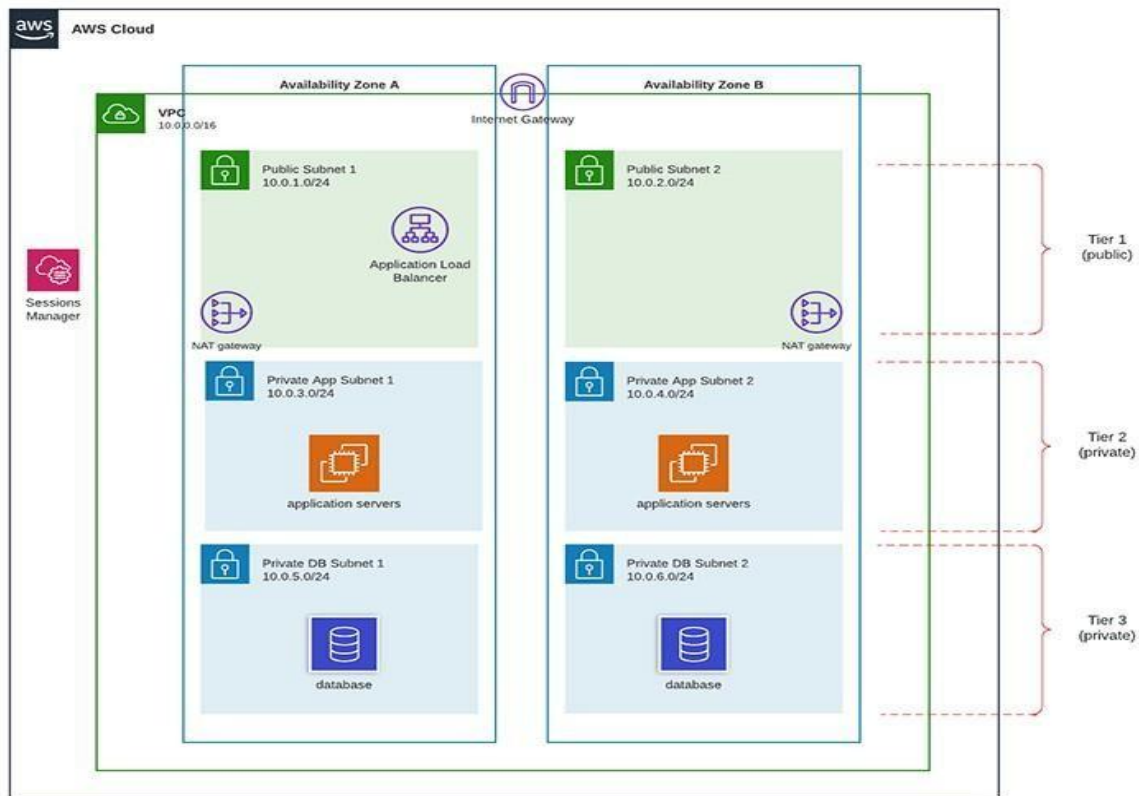 aws
AWS Cloud
Availability Zone A
Availability Zone B
VPC
10.0.0.0/16
Internet Gateway
Public Subnet 1
10.0.1.0/24
Public Subnet 2
10.0.2.0/24
Application Load
Balancer
Tier 1
(public)
Sessions
Manager
NAT gateway
NAT gateway
Private App Subnet 1
10.0.3.0/24
Private App Subnet 2
10.0.4.0/24
Tier 2
(private)
application servers
application servers
Private DB Subnet 1
10.0.5.0/24
Private DB Subnet 2
10.0.6.0/24
Tier 3
(private)
database
database